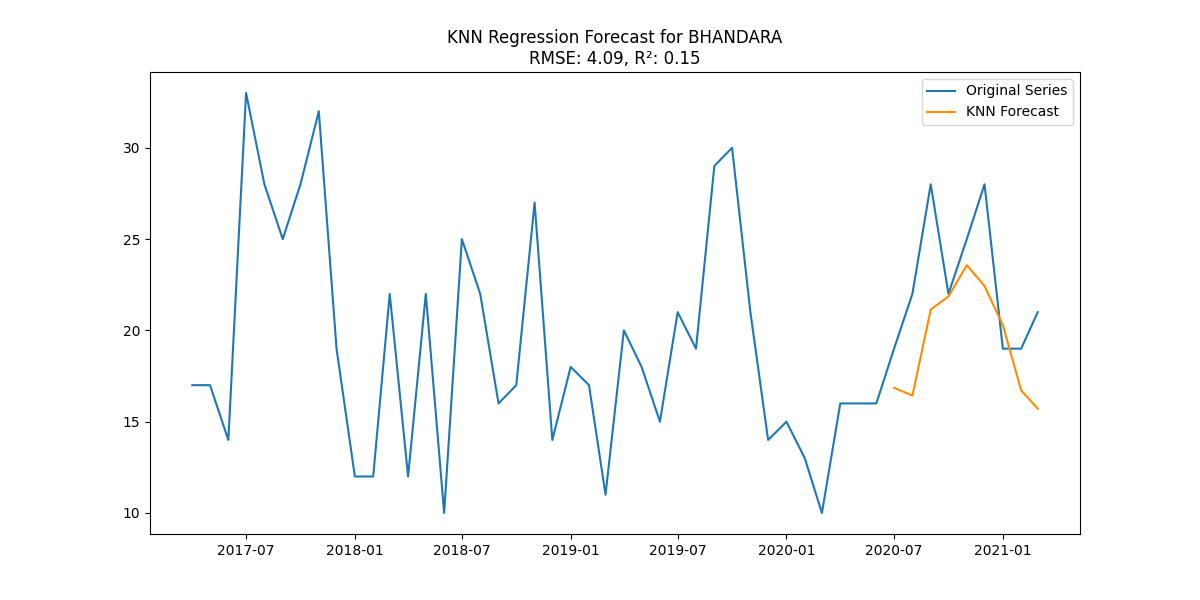 KNN Regression Forecast for BHANDARA
RMSE: 4.09, R²: 0.15
Original Series
KNN Forecast
30
25
20
15
10
2017-07 2018-01 2018-07 2019-01 2019-07 2020-01 2020-07 2021-01